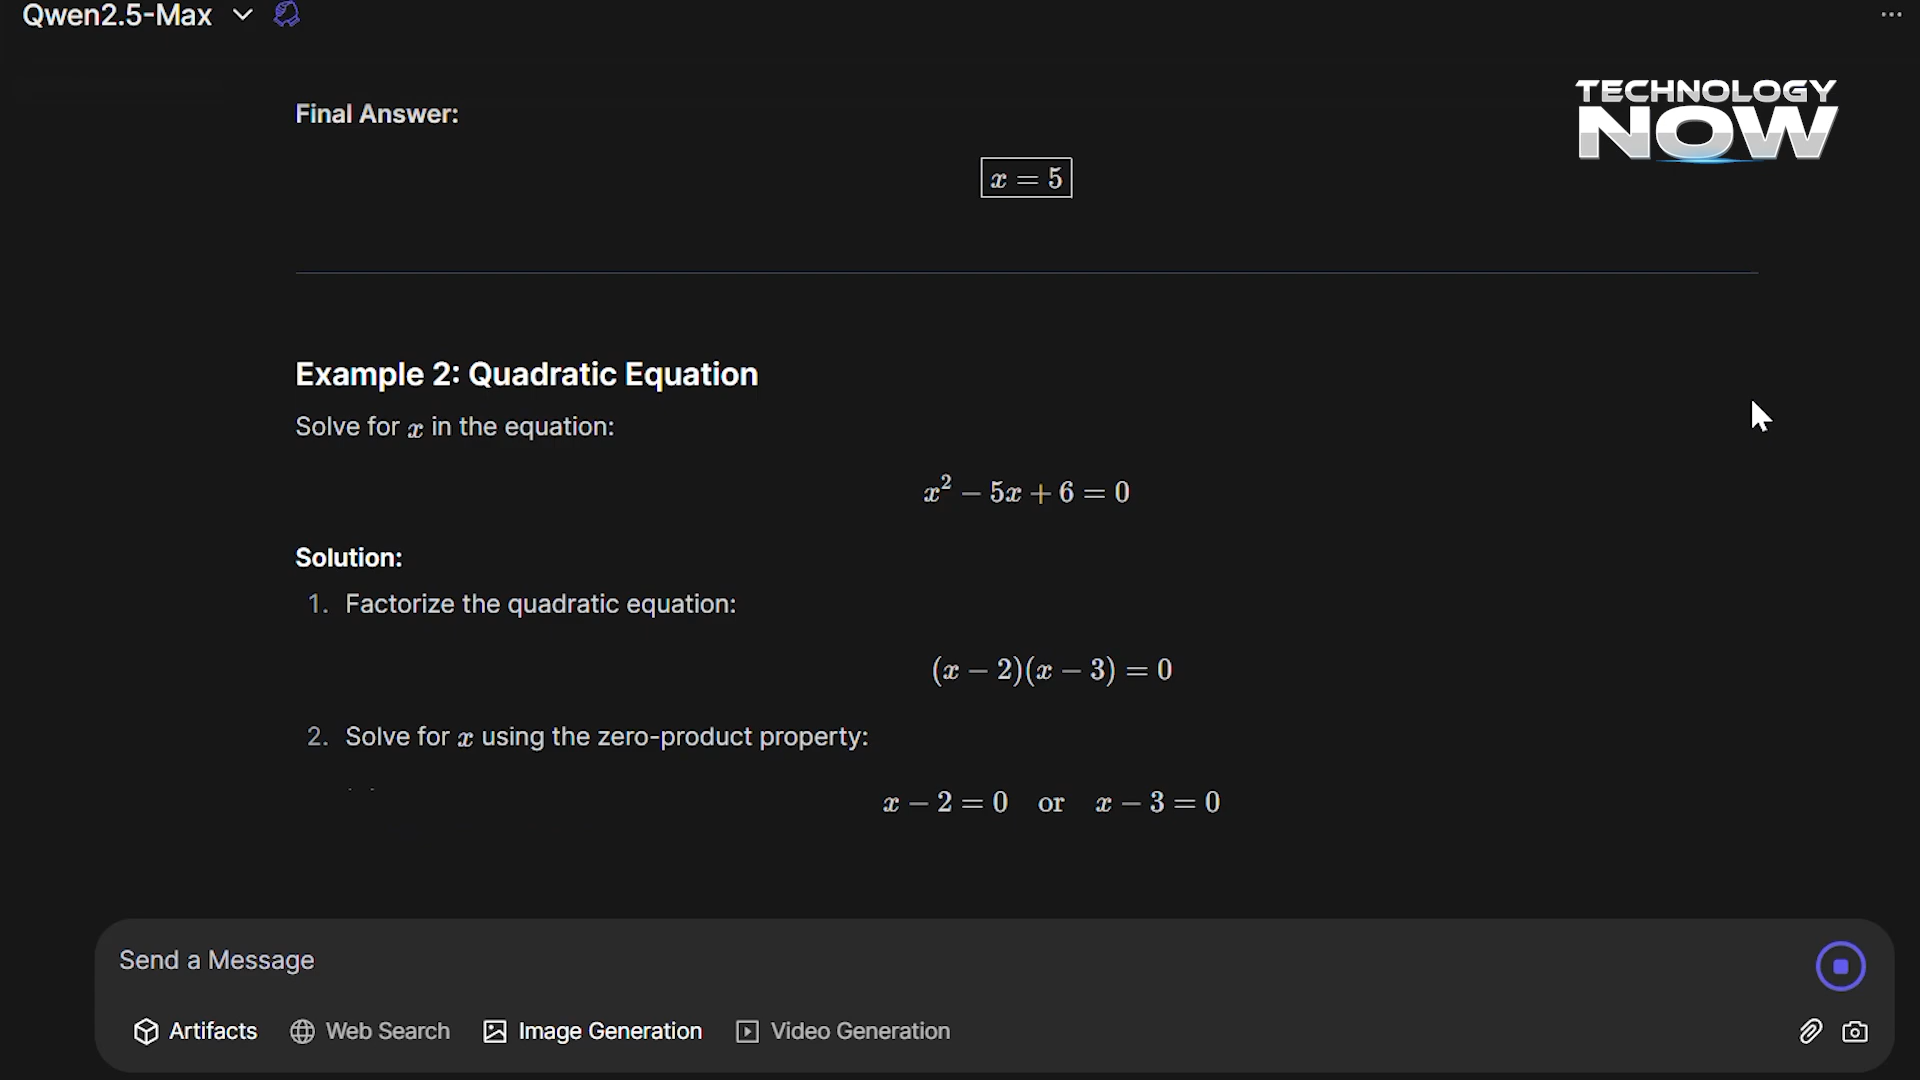 Qwen2.5-Max
TECHNOLOGY
NOW
Final Answer:
x = 5
Example 2: Quadratic Equation
Solve for x in the equation:
x² − 5x + 6 = 0
Solution:
1. Factorize the quadratic equation:
(x − 2)(x − 3) = 0
2. Solve for x using the zero-product property:
x − 2 = 0 or x − 3 = 0
Send a Message
Artifacts Web Search Image Generation Video Generation